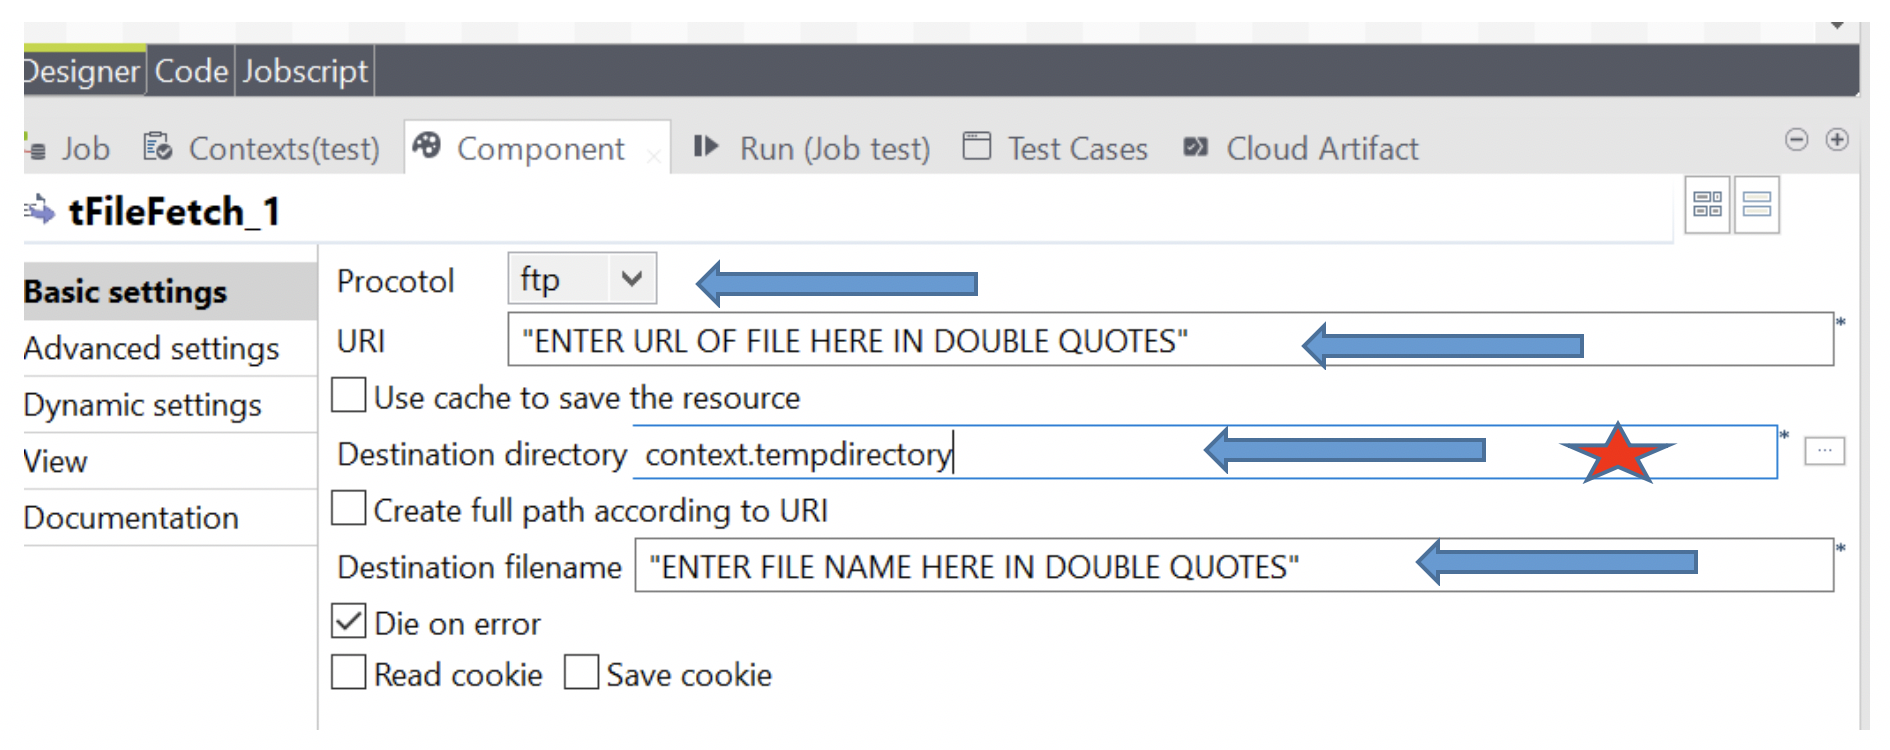 Designer Code Jobscript
Job Contexts(test) Component Run (Job test) Test Cases Cloud Artifact
tFileFetch_1
Basic settings
Advanced settings
Dynamic settings
View
Documentation
Procotol ftp
URI "ENTER URL OF FILE HERE IN DOUBLE QUOTES" *
Use cache to save the resource
Destination directory context.tempdirectory * ...
Create full path according to URI
Destination filename "ENTER FILE NAME HERE IN DOUBLE QUOTES" *
Die on error
Read cookie Save cookie